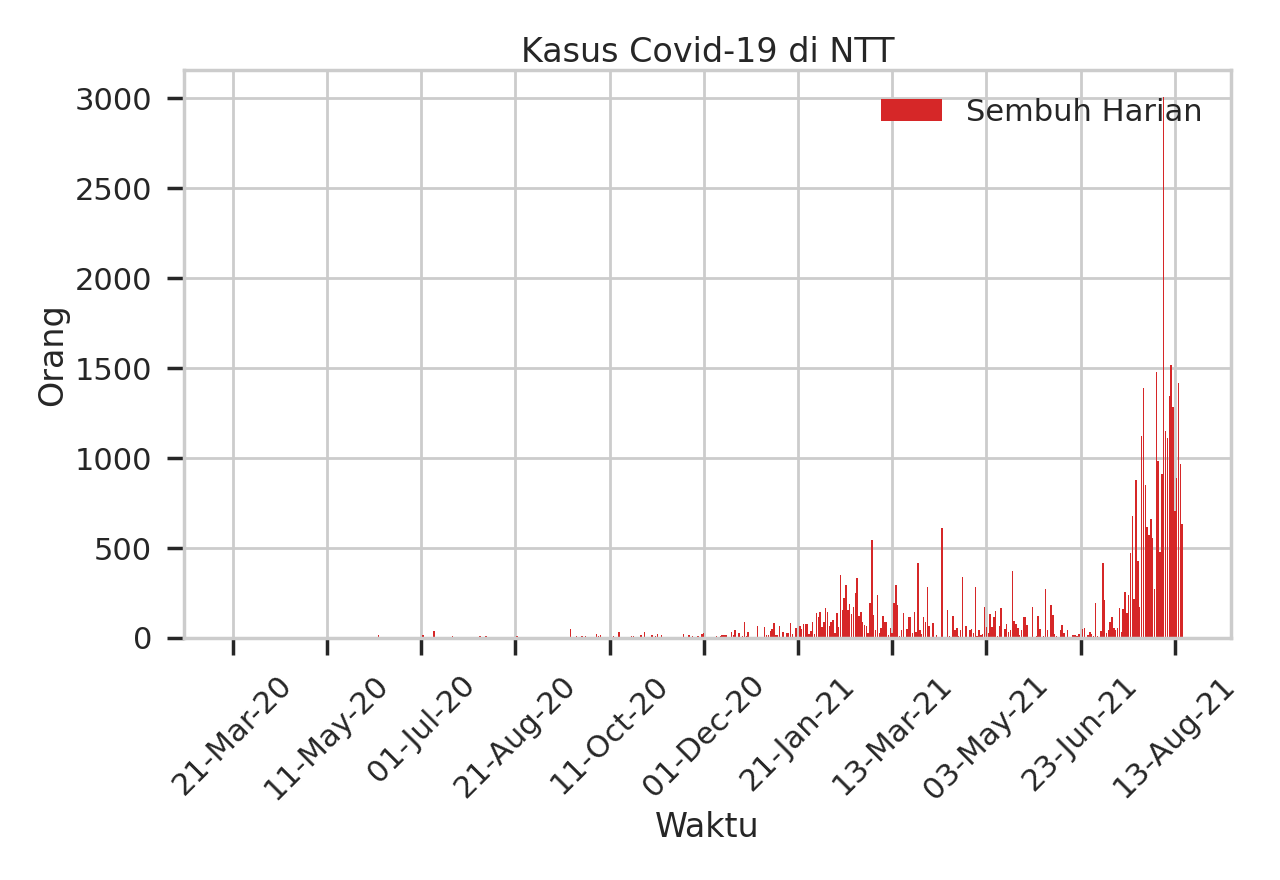 Kasus Covid-19 di NTT
Sembuh Harian
Orang
3000
2500
2000
1500
1000
500
0
21-Mar-20
11-May-20
01-Jul-20
21-Aug-20
11-Oct-20
01-Dec-20
21-Jan-21
13-Mar-21
03-May-21
23-Jun-21
13-Aug-21
Waktu